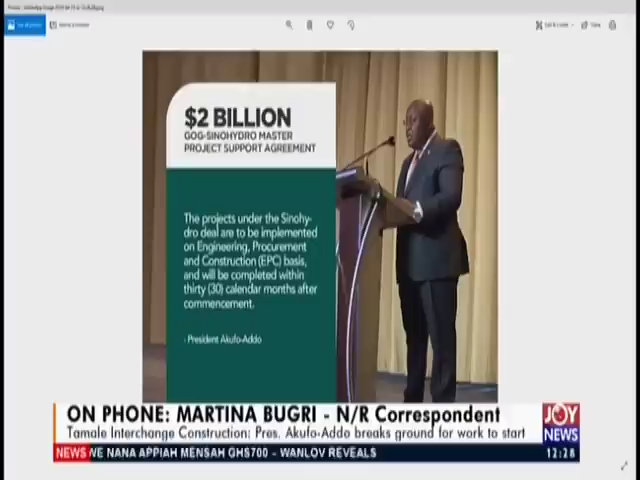 $2 BILLION
GOG-SINOHYDRO MASTER
PROJECT SUPPORT AGREEMENT
The projects under the Sinohy-
dro deal are to be implemented
on Engineering, Procurement
and Construction (EPC) basis,
and will be completed within
thirty (30) calendar months after
commencement.
- President Akufo-Addo
ON PHONE: MARTINA BUGRI - N/R Correspondent
Tamale Interchange Construction: Pres. Akufo-Addo breaks ground for work to start
JOY
NEWS
NEWS
WE NANA APPIAH MENSAH GHS700 - WANLOV REVEALS
12:28